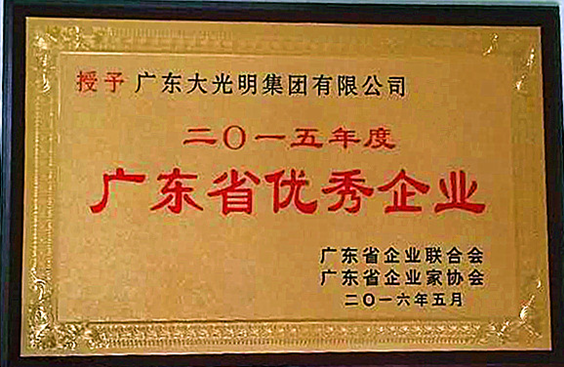 授予 广东大光明集团有限公司
二〇一五年度
广东省优秀企业
广东省企业联合会
广东省企业家协会
二〇一六年五月